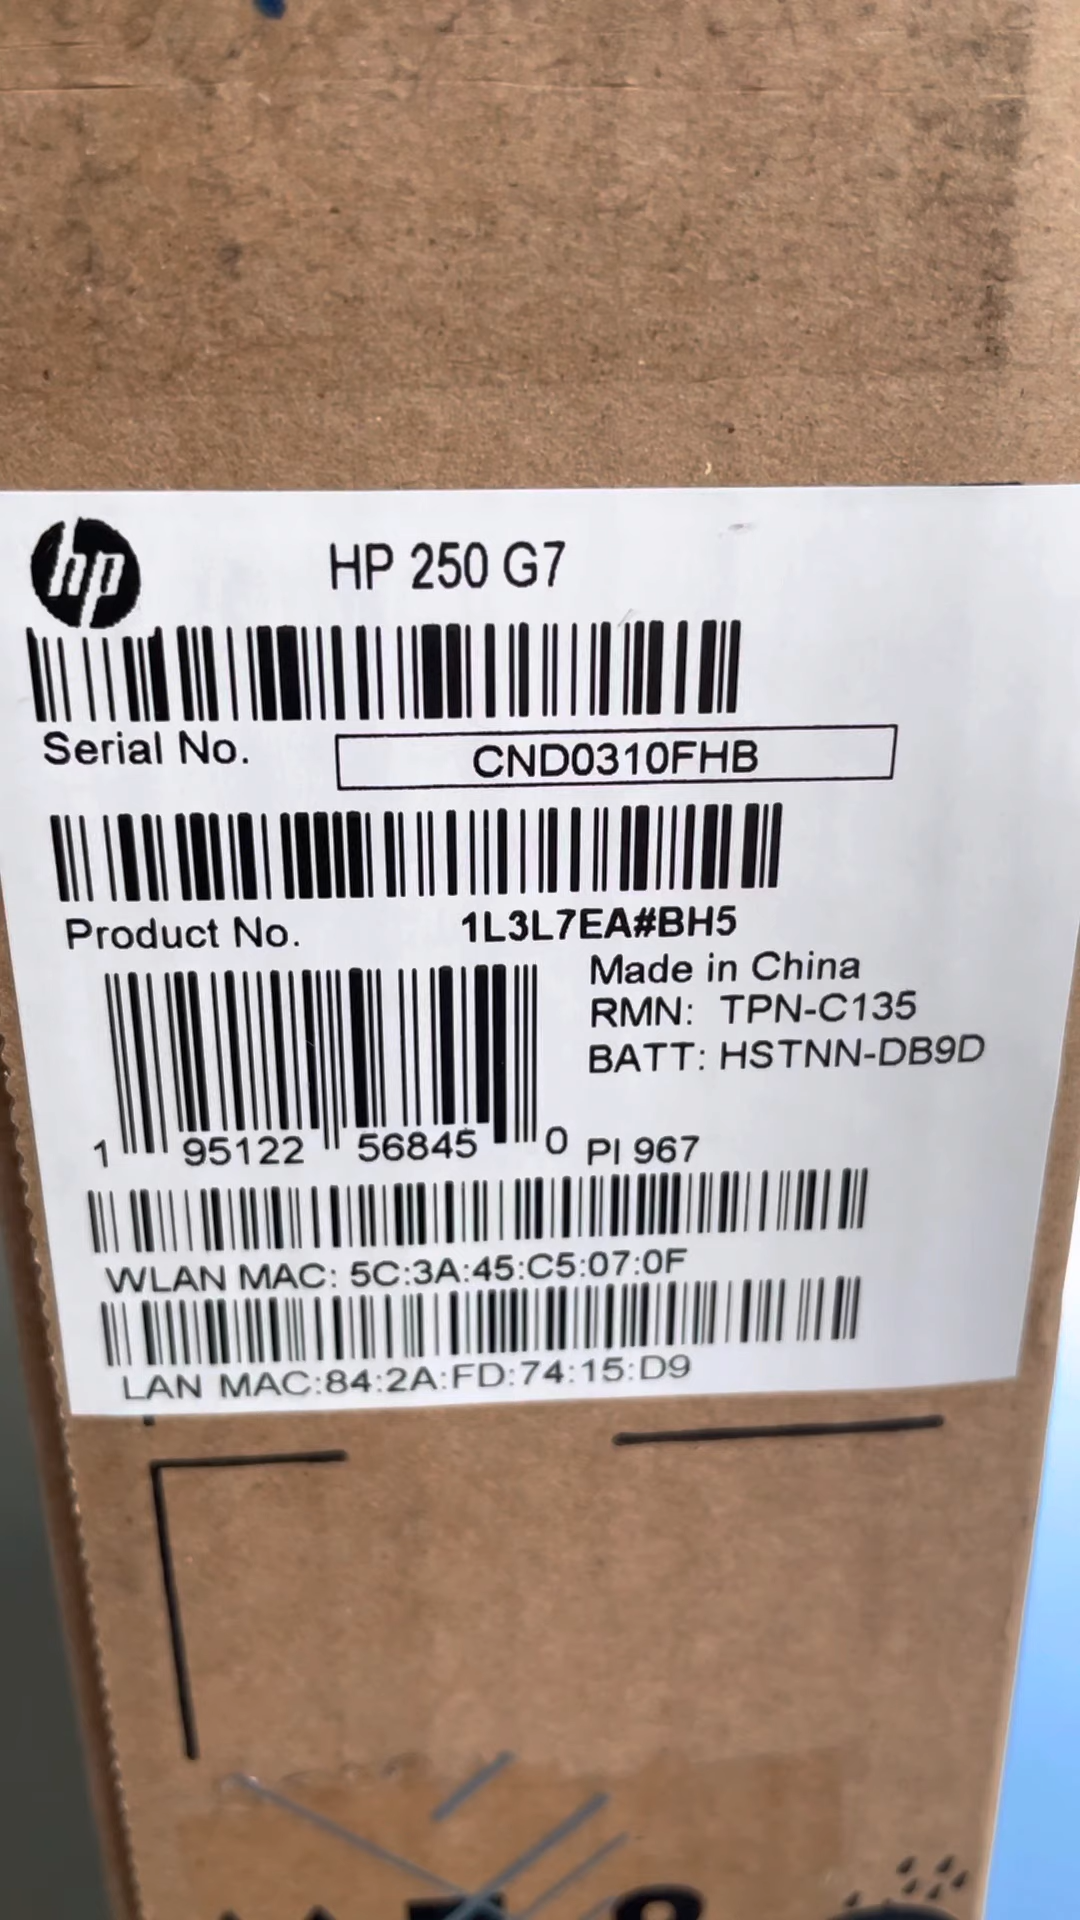 hp
HP 250 G7
Serial No.
CND0310FHB
Product No.
1L3L7EA#BH5
Made in China
RMN: TPN-C135
BATT: HSTNN-DB9D
1 95122 56845 0
PI 967
WLAN MAC: 5C:3A:45:C5:07:0F
LAN MAC:84:2A:FD:74:15:D9